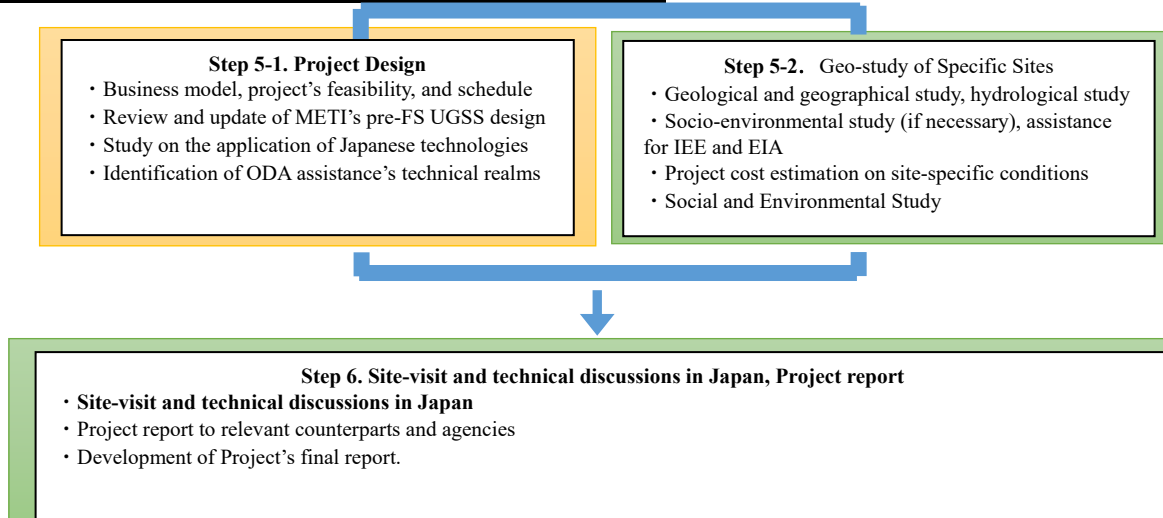 Step 5-1. Project Design
・Business model, project’s feasibility, and schedule
・Review and update of METI’s pre-FS UGSS design
・Study on the application of Japanese technologies
・Identification of ODA assistance’s technical realms
Step 5-2. Geo-study of Specific Sites
・Geological and geographical study, hydrological study
・Socio-environmental study (if necessary), assistance
for IEE and EIA
・Project cost estimation on site-specific conditions
・Social and Environmental Study
Step 6. Site-visit and technical discussions in Japan, Project report
・Site-visit and technical discussions in Japan
・Project report to relevant counterparts and agencies
・Development of Project’s final report.